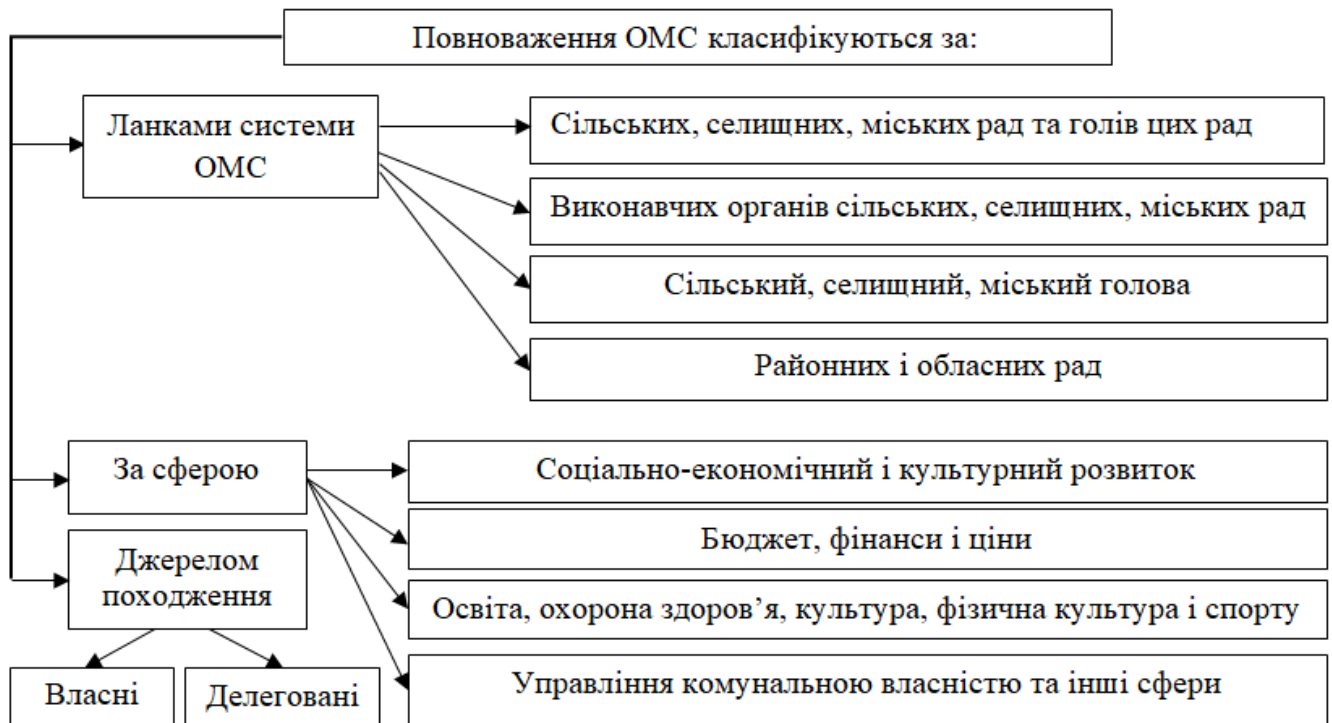 Повноваження ОМС класифікуються за:
Ланками системи
ОМС
Сільських, селищних, міських рад та голів цих рад
Виконавчих органів сільських, селищних, міських рад
Сільський, селищний, міський голова
Районних і обласних рад
За сферою
Соціально-економічний і культурний розвиток
Бюджет, фінанси і ціни
Освіта, охорона здоров’я, культура, фізична культура і спорту
Управління комунальною власністю та інші сфери
Джерелом
походження
Власні
Делеговані